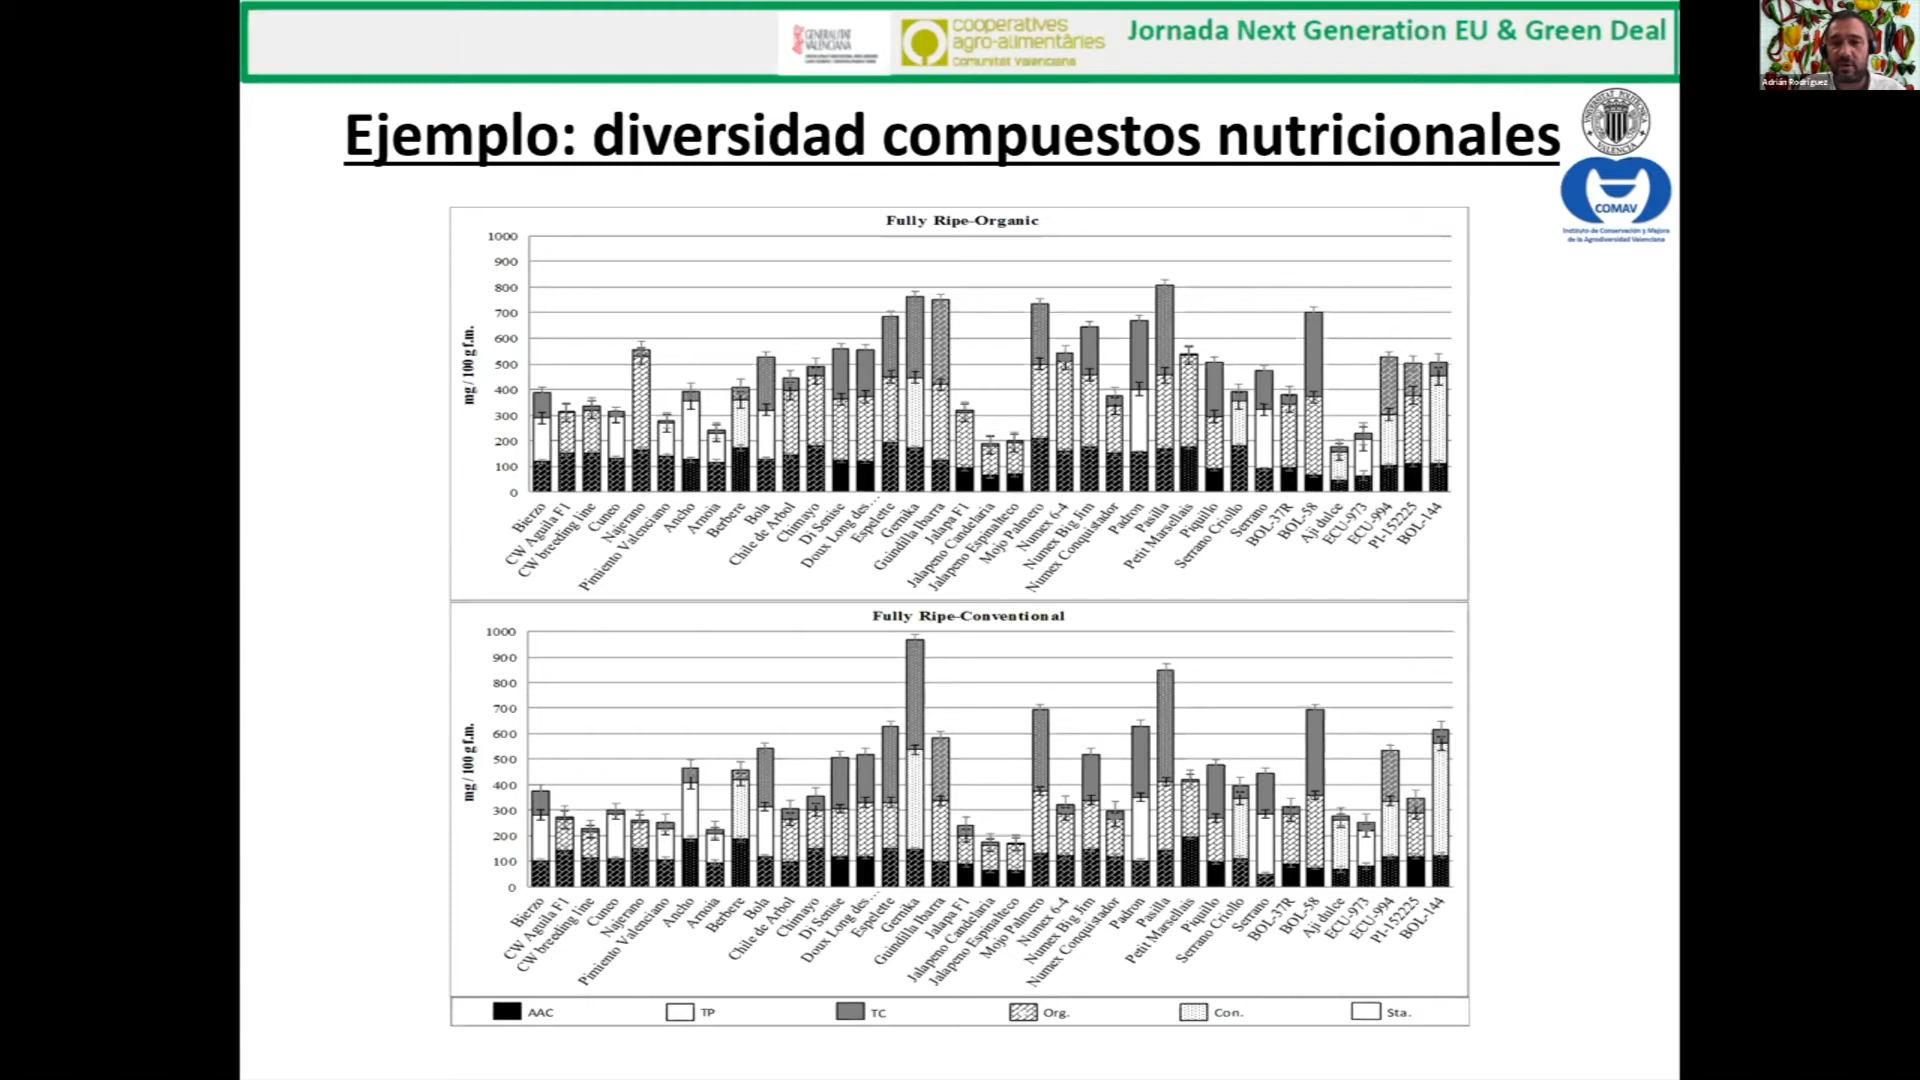 GENERALITAT
VALENCIANA
cooperatives
agro-alimentàries
Comunitat Valenciana
Jornada Next Generation EU & Green Deal
Adrián Rodríguez
Ejemplo: diversidad compuestos nutricionales
UNIVERSITAT POLITECNICA
VALENCIA
COMAV
Instituto de Conservación y Mejora
de la Agrodiversidad Valenciana
Fully Ripe-Organic
mg / 100 g f.m.
1000
900
800
700
600
500
400
300
200
100
0
Bierzo
CW Aguila F1
CW breeding line
Cuneo
Najerano
Pimiento Valenciano
Ancho
Arnoia
Berbere
Bola
Chile de Arbol
Chimayo
Di Senise
Doux Long des...
Espelette
Gernika
Guindilla Ibarra
Jalapa F1
Jalapeno Candelaria
Jalapeno Espinalteco
Mojo Palmero
Numex 6-4
Numex Big Jim
Numex Conquistador
Padron
Pasilla
Petit Marsellais
Piquillo
Serrano Criollo
Serrano
BOL-37R
BOL-58
Aji dulce
ECU-973
ECU-994
PI-152225
BOL-144
Fully Ripe-Conventional
mg / 100 g f.m.
1000
900
800
700
600
500
400
300
200
100
0
Bierzo
CW Aguila F1
CW breeding line
Cuneo
Najerano
Pimiento Valenciano
Ancho
Arnoia
Berbere
Bola
Chile de Arbol
Chimayo
Di Senise
Doux Long des...
Espelette
Gernika
Guindilla Ibarra
Jalapa F1
Jalapeno Candelaria
Jalapeno Espinalteco
Mojo Palmero
Numex 6-4
Numex Big Jim
Numex Conquistador
Padron
Pasilla
Petit Marsellais
Piquillo
Serrano Criollo
Serrano
BOL-37R
BOL-58
Aji dulce
ECU-973
ECU-994
PI-152225
BOL-144
AAC
TP
TC
Org.
Con.
Sta.